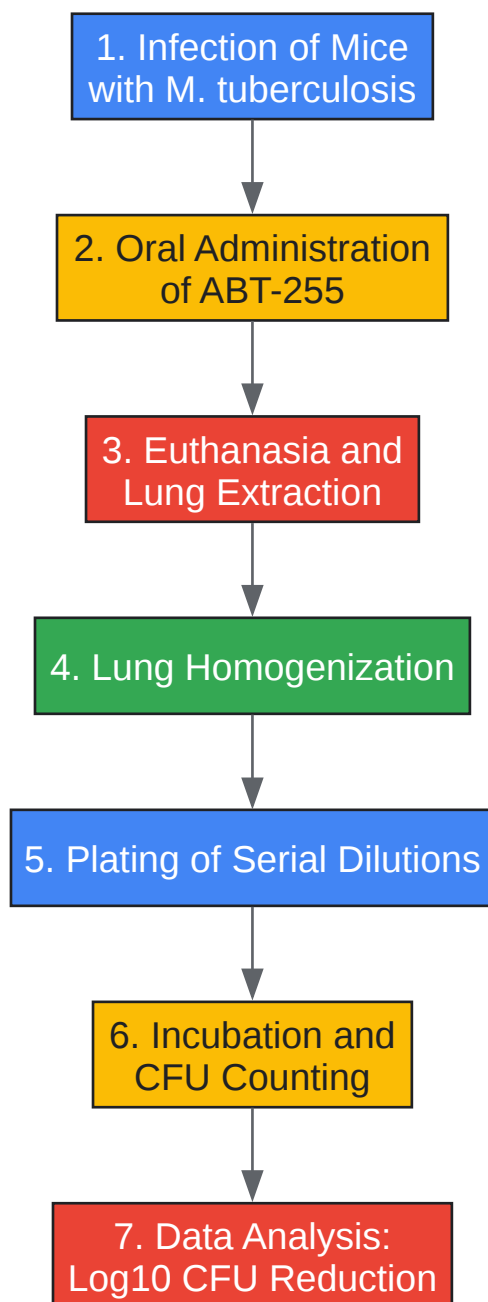 1. Infection of Mice
with M. tuberculosis
2. Oral Administration
of ABT-255
3. Euthanasia and
Lung Extraction
4. Lung Homogenization
5. Plating of Serial Dilutions
6. Incubation and
CFU Counting
7. Data Analysis:
Log10 CFU Reduction